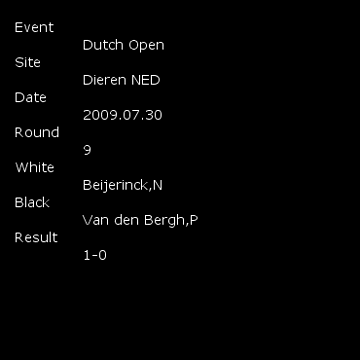 Event
Dutch Open
Site
Dieren NED
Date
2009.07.30
Round
9
White
Beijerinck,N
Black
Van den Bergh,P
Result
1-0